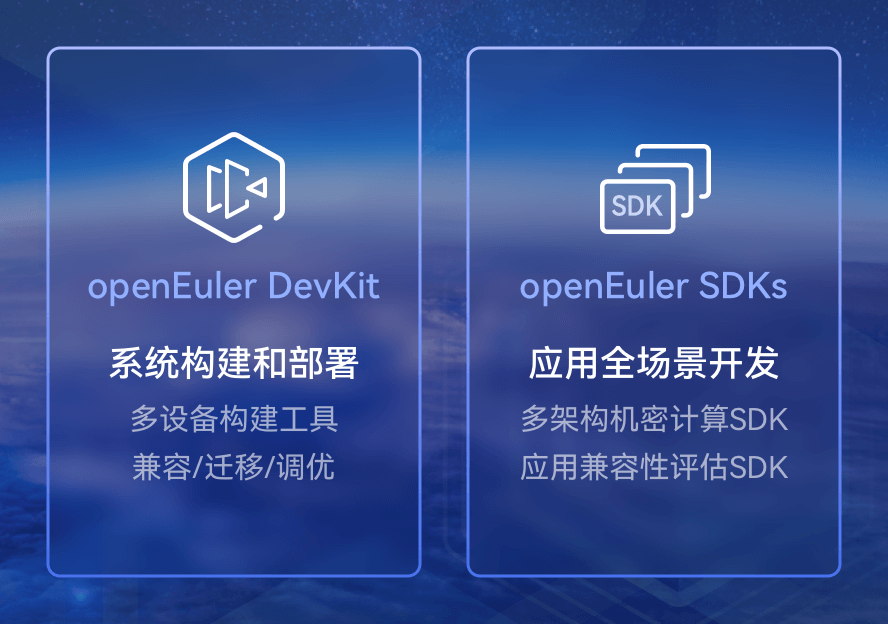 openEuler DevKit
系统构建和部署
多设备构建工具
兼容/迁移/调优
SDK
openEuler SDKs
应用全场景开发
多架构机密计算SDK
应用兼容性评估SDK